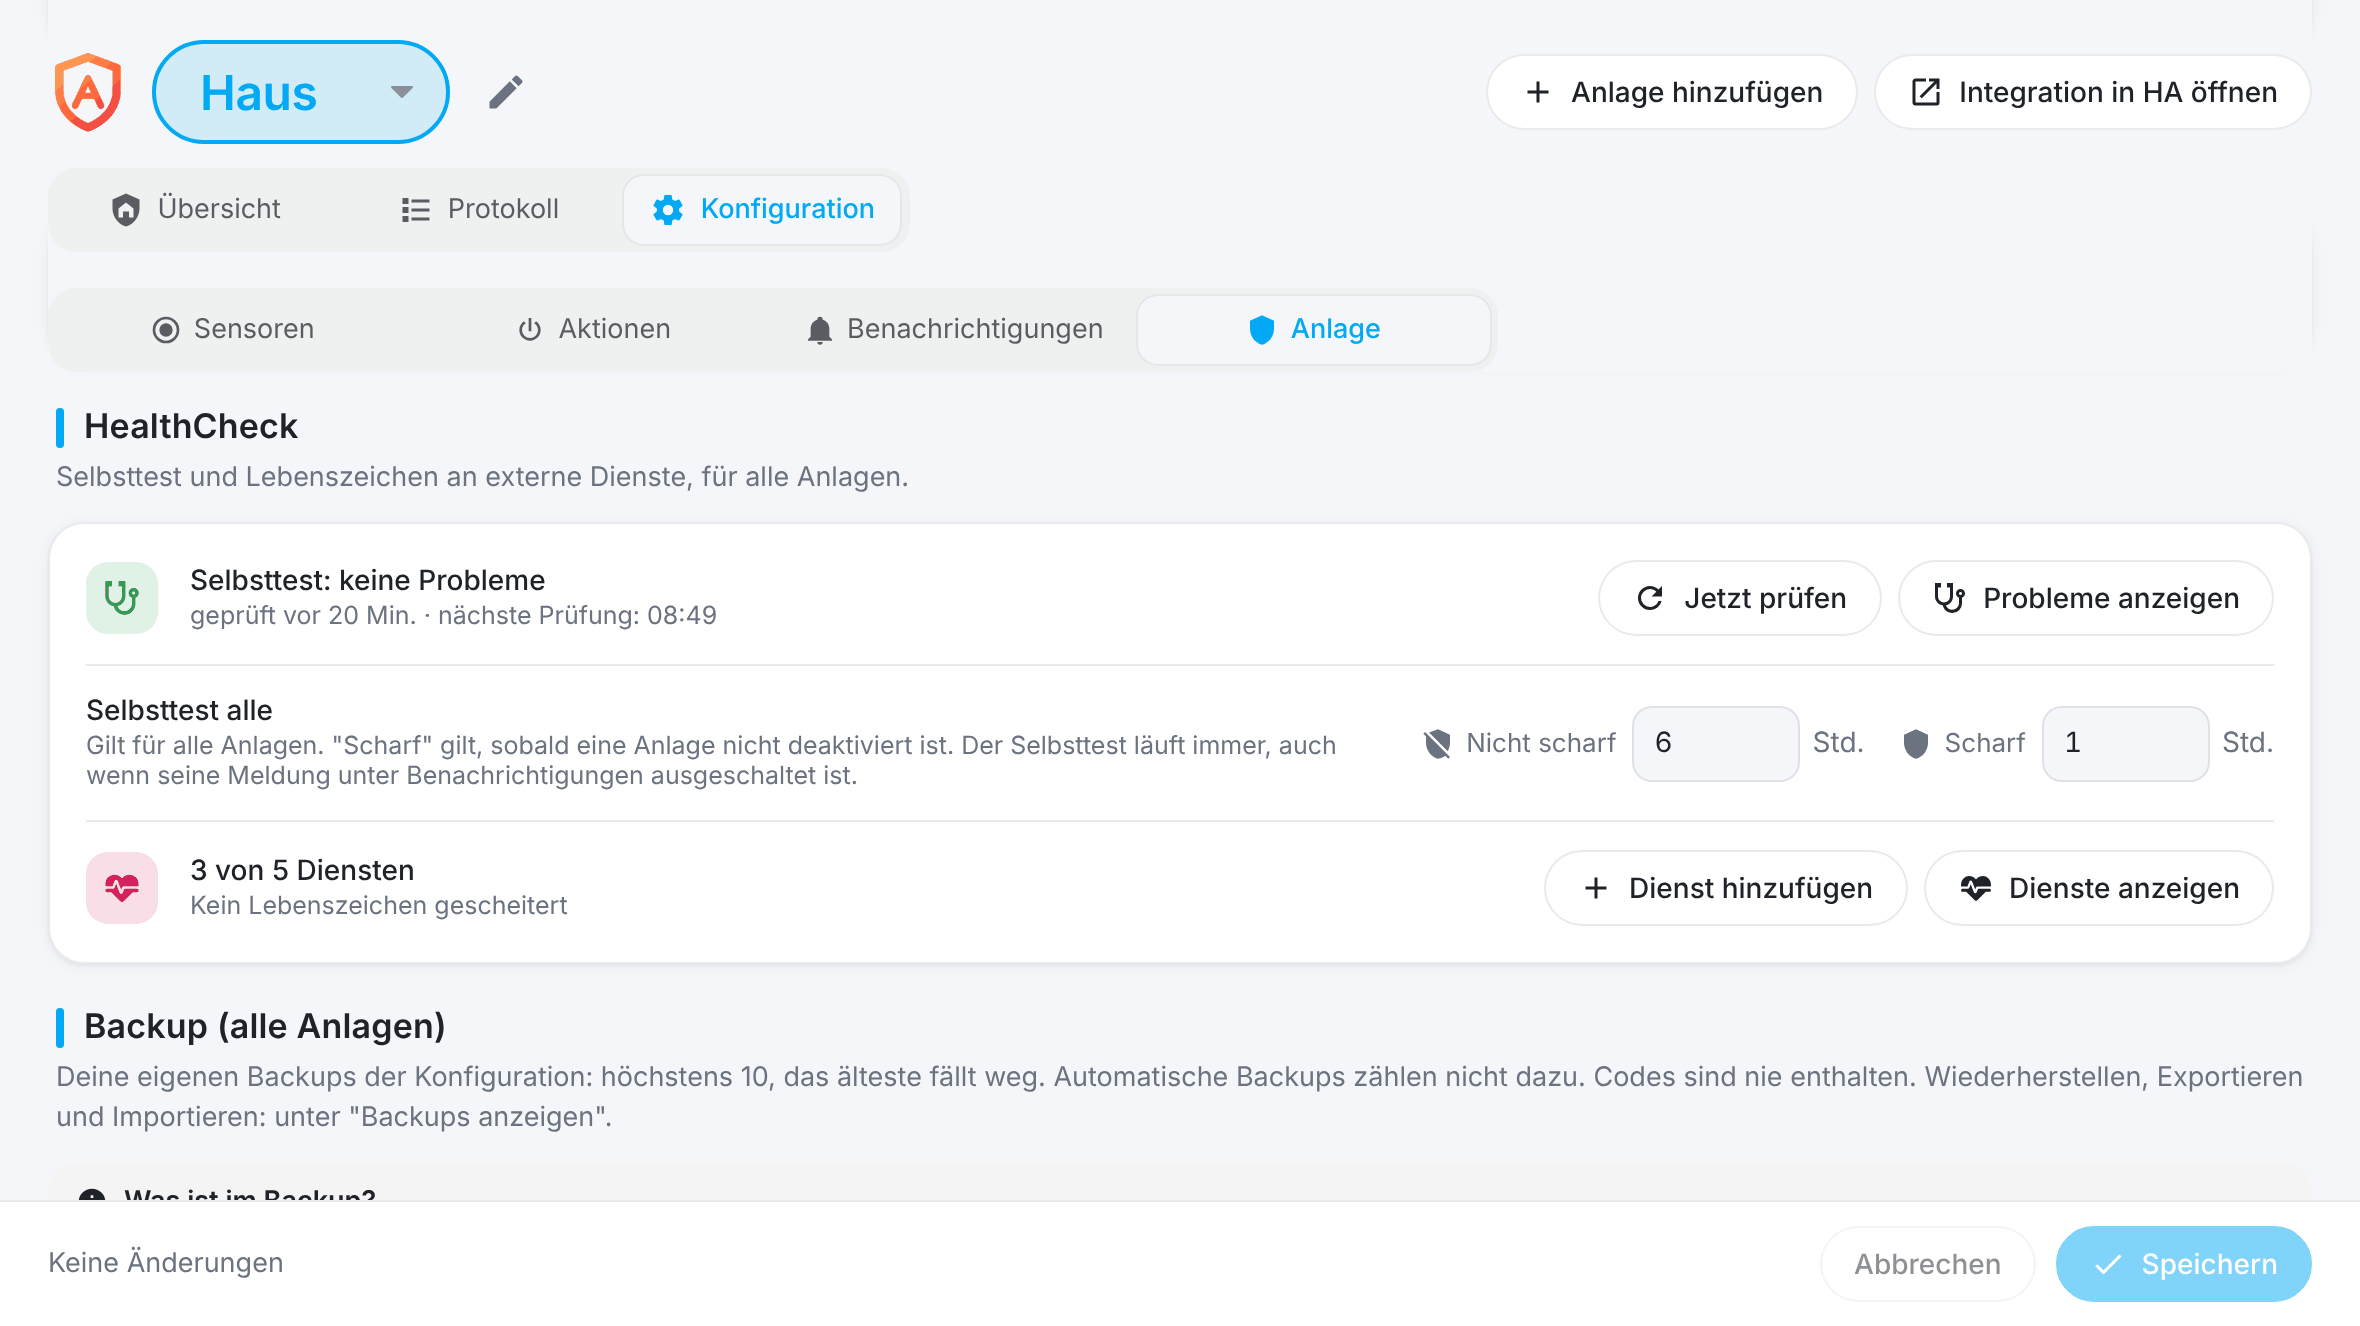 Haus
Anlage hinzufügen
Integration in HA öffnen
Übersicht
Protokoll
Konfiguration
Sensoren
Aktionen
Benachrichtigungen
Anlage
HealthCheck
Selbsttest und Lebenszeichen an externe Dienste, für alle Anlagen.
Selbsttest: keine Probleme
geprüft vor 20 Min. · nächste Prüfung: 08:49
Jetzt prüfen
Probleme anzeigen
Selbsttest alle
Gilt für alle Anlagen. "Scharf" gilt, sobald eine Anlage nicht deaktiviert ist. Der Selbsttest läuft immer, auch
wenn seine Meldung unter Benachrichtigungen ausgeschaltet ist.
Nicht scharf 6 Std.
Scharf 1 Std.
3 von 5 Diensten
Kein Lebenszeichen gescheitert
Dienst hinzufügen
Dienste anzeigen
Backup (alle Anlagen)
Deine eigenen Backups der Konfiguration: höchstens 10, das älteste fällt weg. Automatische Backups zählen nicht dazu. Codes sind nie enthalten. Wiederherstellen, Exportieren
und Importieren: unter "Backups anzeigen".
Was ist im Backup?
Keine Änderungen
Abbrechen
Speichern